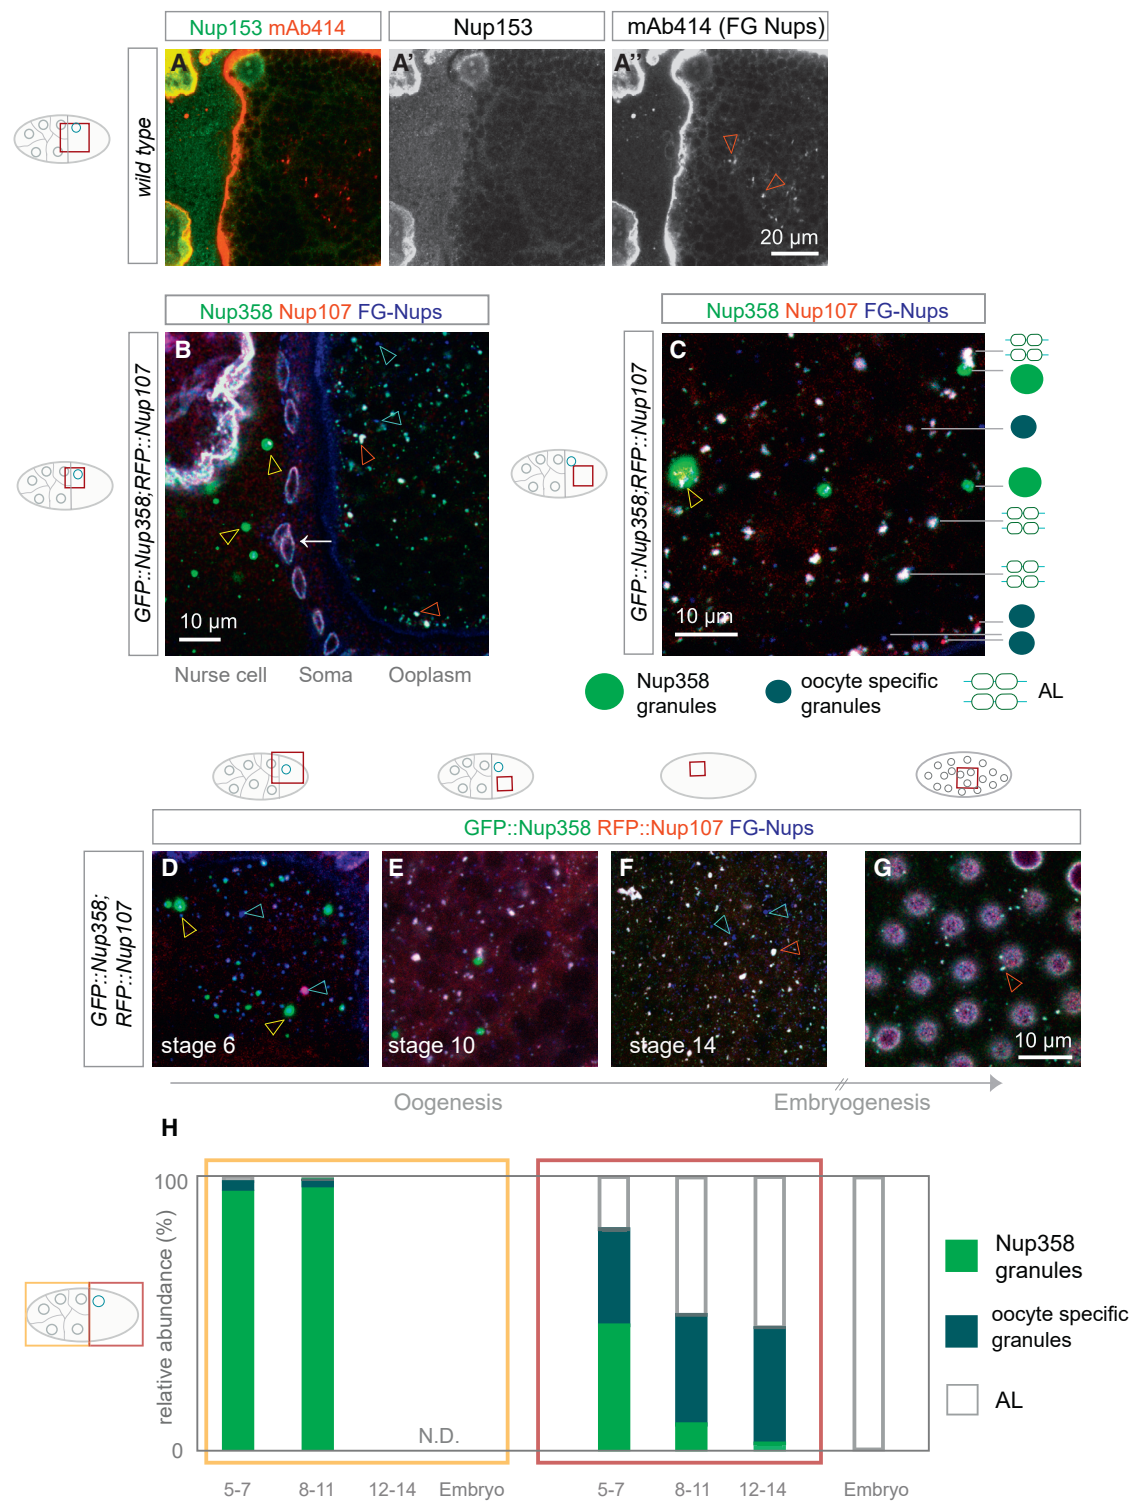 Nup153 mAb414
Nup153
mAb414 (FG Nups)
wild type
A
A'
A''
20 µm
Nup358 Nup107 FG-Nups
Nup358 Nup107 FG-Nups
GFP::Nup358;RFP::Nup107
B
10 µm
GFP::Nup358;RFP::Nup107
C
10 µm
Nurse cell
Soma
Ooplasm
Nup358
granules
oocyte specific
granules
AL
GFP::Nup358 RFP::Nup107 FG-Nups
GFP::Nup358;
RFP::Nup107
D
stage 6
E
stage 10
F
stage 14
G
10 µm
Oogenesis
Embryogenesis
H
relative abundance (%)
100
0
N.D.
5-7
8-11
12-14
Embryo
5-7
8-11
12-14
Embryo
Nup358
granules
oocyte specific
granules
AL